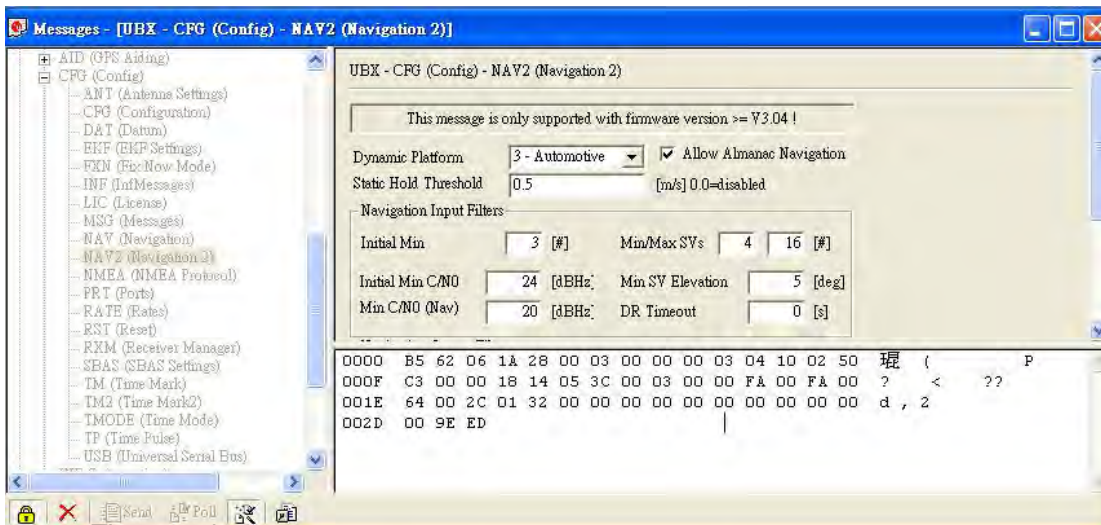 Messages - [UBX - CFG (Config) - NAV2 (Navigation 2)]
AID (GPS Aiding)
CFG (Config)
ANT (Antenna Settings)
CFG (Configuration)
DAT (Datum)
EKF (EKF Settings)
FXN (Fix Now Mode)
INF (InfMessages)
LIC (License)
MSG (Messages)
NAV (Navigation)
NAV2 (Navigation 2)
NMEA (NMEA Protocol)
PRT (Ports)
RATE (Rates)
RST (Reset)
RXM (Receiver Manager)
SBAS (SBAS Settings)
TM (Time Mark)
TM2 (Time Mark2)
TMODE (Time Mode)
TP (Time Pulse)
USB (Universal Serial Bus)
Send Poll
UBX - CFG (Config) - NAV2 (Navigation 2)
This message is only supported with firmware version >= V3.04 !
Dynamic Platform 3 - Automotive Allow Almanac Navigation
Static Hold Threshold 0.5 [m/s] 0.0=disabled
Navigation Input Filters
Initial Min 3 [#] Min/Max SVs 4 16 [#]
Initial Min C/N0 24 [dBHz] Min SV Elevation 5 [deg]
Min C/N0 (Nav) 20 [dBHz] DR Timeout 0 [s]
0000 B5 62 06 1A 28 00 03 00 00 00 03 04 10 02 50 ( P
000F C3 00 00 18 14 05 3C 00 03 00 00 FA 00 FA 00 ? < ??
001E 64 00 2C 01 32 00 00 00 00 00 00 00 00 00 00 d , 2
002D 00 9E ED